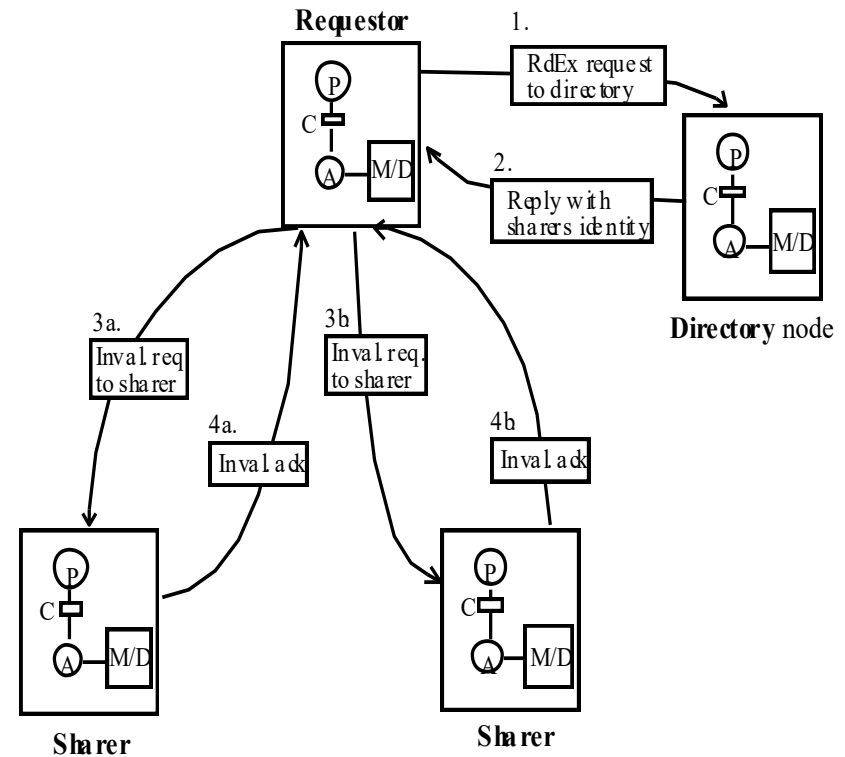 Requestor
P
C
A
M/D
1.
RdEx request
to directory
2.
Reply with
sharers identity
P
C
A
M/D
Directory node
3a.
Inval. req
to sharer
3b.
Inval. req.
to sharer
4a.
Inval. ack
4b.
Inval. ack
P
C
A
M/D
Sharer
P
C
A
M/D
Sharer